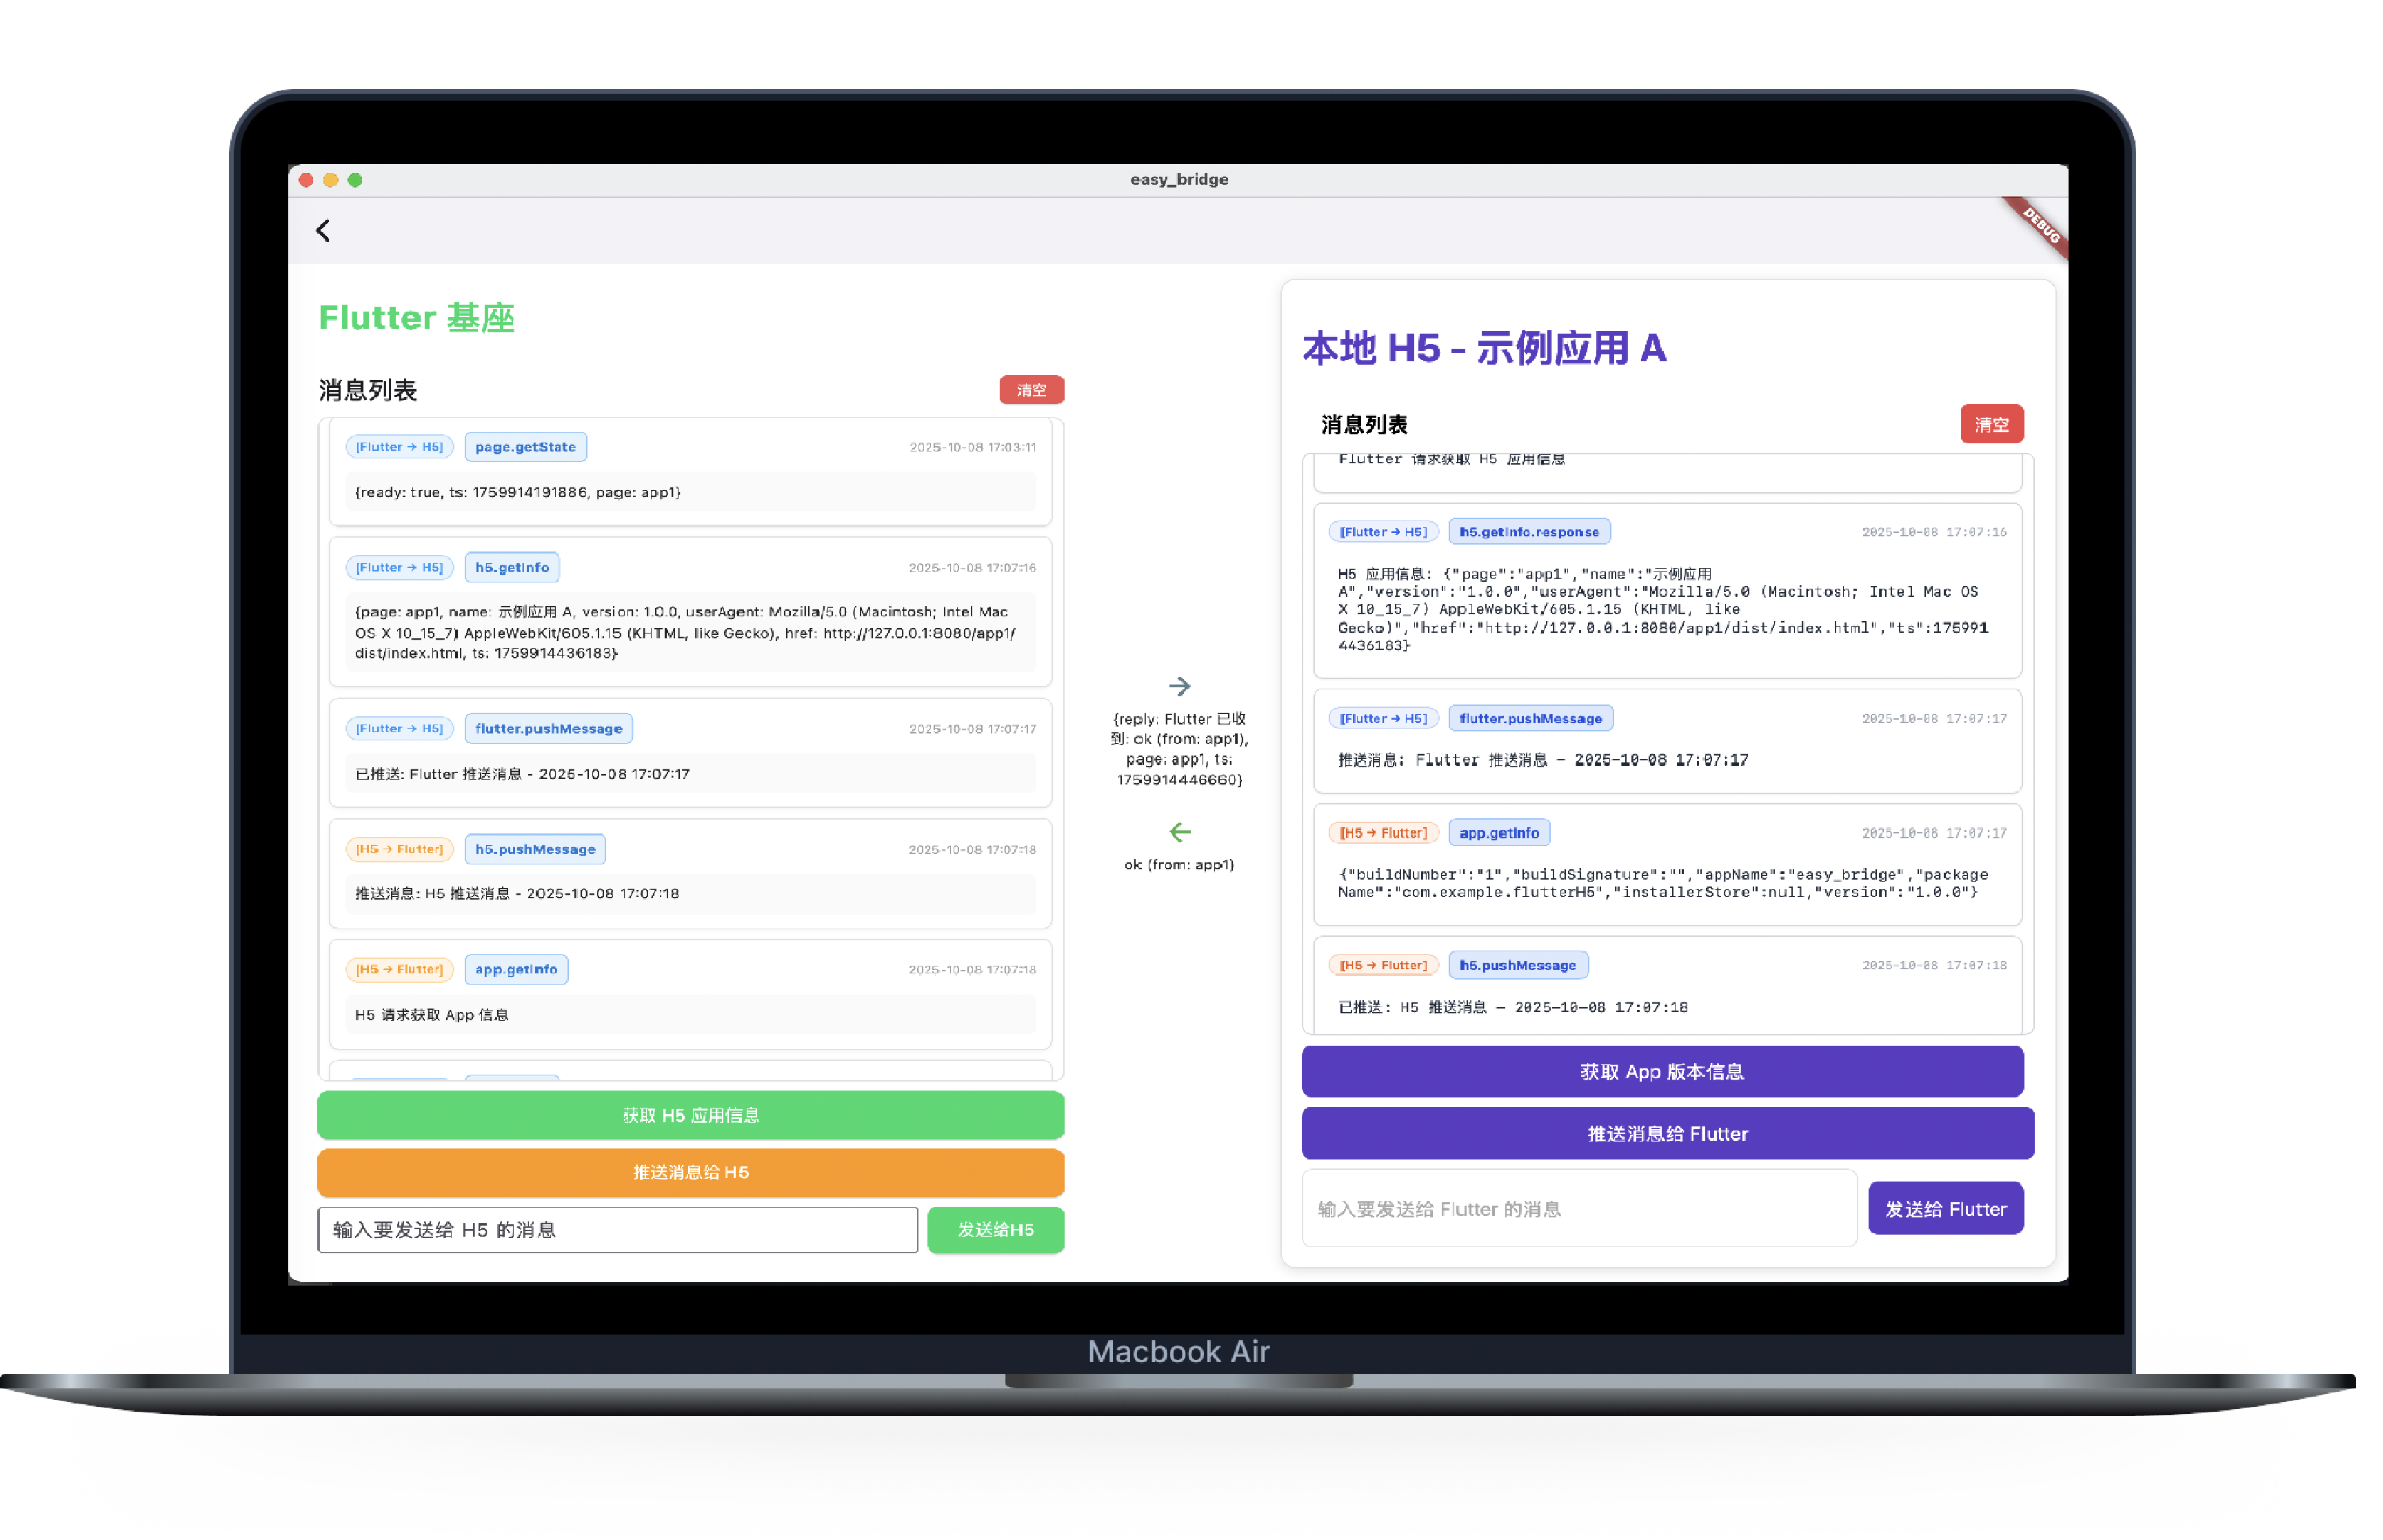 easy_bridge
DEBUG
Flutter 基座
消息列表
清空
[Flutter → H5] page.getState 2025-10-08 17:03:11
{ready: true, ts: 1759914191886, page: app1}
[Flutter → H5] h5.getInfo 2025-10-08 17:07:16
{page: app1, name: 示例应用 A, version: 1.0.0, userAgent: Mozilla/5.0 (Macintosh; Intel Mac
OS X 10_15_7) AppleWebKit/605.1.15 (KHTML, like Gecko), href: http://127.0.0.1:8080/app1/
dist/index.html, ts: 1759914436183}
[Flutter → H5] flutter.pushMessage 2025-10-08 17:07:17
已推送: Flutter 推送消息 - 2025-10-08 17:07:17
[H5 → Flutter] h5.pushMessage 2025-10-08 17:07:18
推送消息: H5 推送消息 - 2025-10-08 17:07:18
[H5 → Flutter] app.getInfo 2025-10-08 17:07:18
H5 请求获取 App 信息
获取 H5 应用信息
推送消息给 H5
输入要发送给 H5 的消息
发送给H5
→
{reply: Flutter 已收
到: ok (from: app1),
page: app1, ts:
1759914446660}
←
ok (from: app1)
本地 H5 - 示例应用 A
消息列表
清空
Flutter 请求获取 H5 应用信息
[Flutter → H5] h5.getInfo.response 2025-10-08 17:07:16
H5 应用信息: {"page":"app1","name":"示例应用
A","version":"1.0.0","userAgent":"Mozilla/5.0 (Macintosh; Intel Mac OS
X 10_15_7) AppleWebKit/605.1.15 (KHTML, like
Gecko)","href":"http://127.0.0.1:8080/app1/dist/index.html","ts":175991
4436183}
[Flutter → H5] flutter.pushMessage 2025-10-08 17:07:17
推送消息: Flutter 推送消息 - 2025-10-08 17:07:17
[H5 → Flutter] app.getInfo 2025-10-08 17:07:17
{"buildNumber":"1","buildSignature":"","appName":"easy_bridge","package
Name":"com.example.flutterH5","installerStore":null,"version":"1.0.0"}
[H5 → Flutter] h5.pushMessage 2025-10-08 17:07:18
已推送: H5 推送消息 - 2025-10-08 17:07:18
获取 App 版本信息
推送消息给 Flutter
输入要发送给 Flutter 的消息
发送给 Flutter
Macbook Air